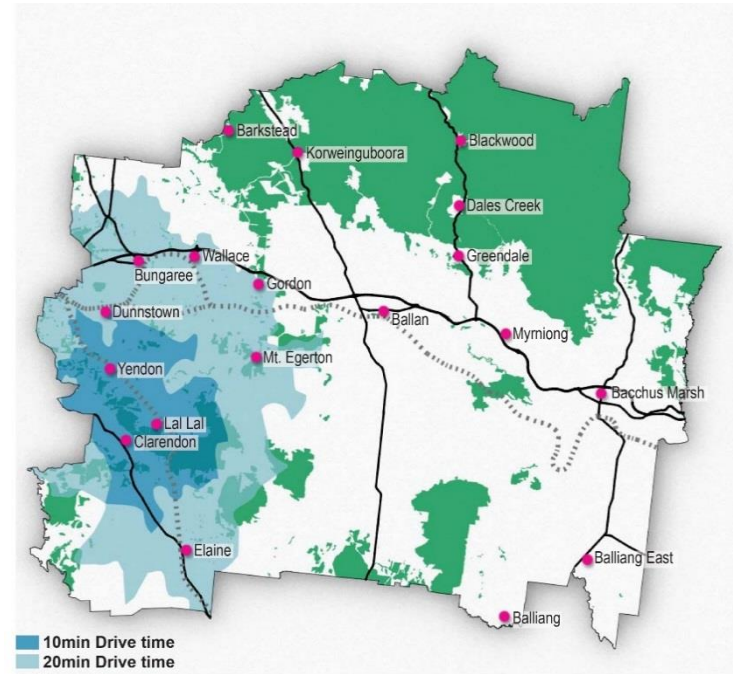 Barkstead
Korweinguboora
Blackwood
Dales Creek
Greendale
Wallace
Bungaree
Gordon
Dunnstown
Ballan
Myrniong
Mt. Egerton
Yendon
Bacchus Marsh
Lal Lal
Clarendon
Elaine
Balliang East
Balliang
10min Drive time
20min Drive time